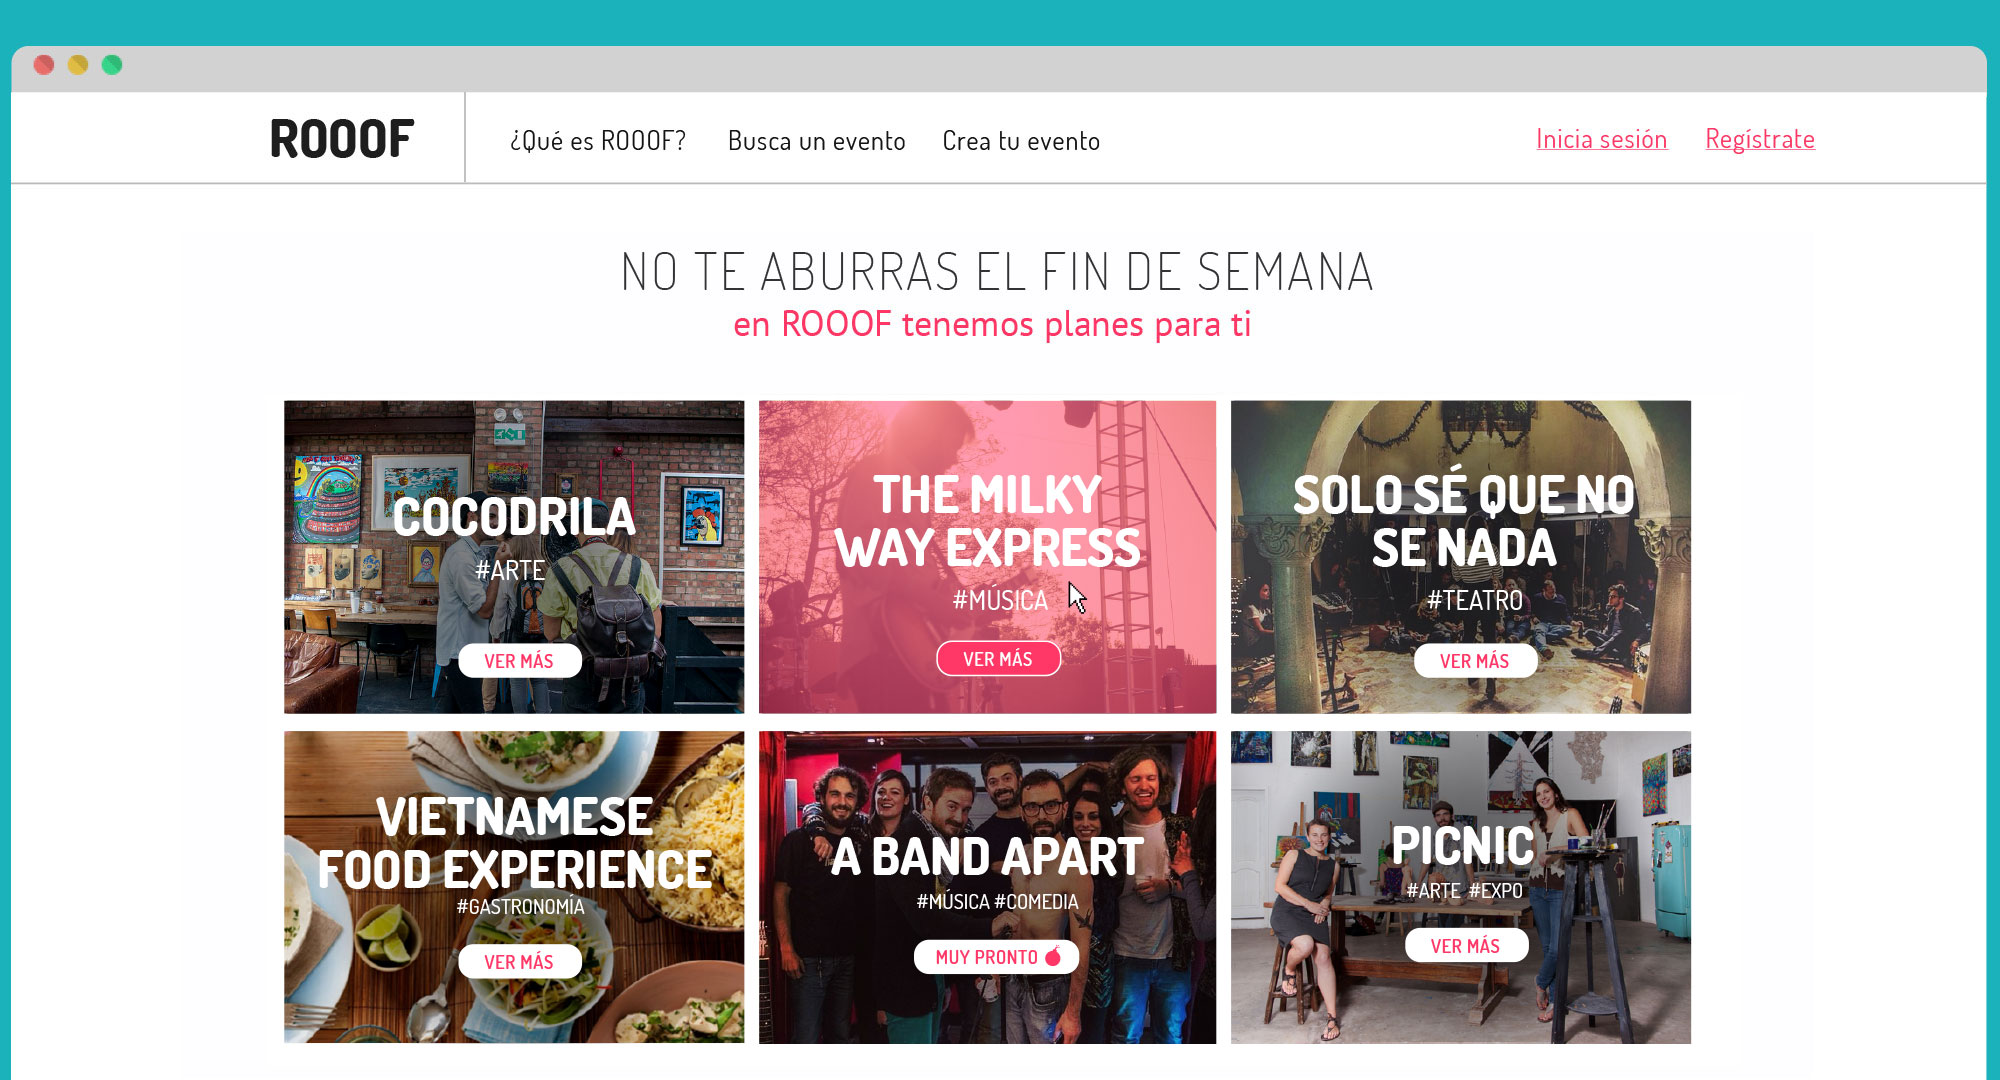 ROOOF
¿Qué es ROOOF? Busca un evento Crea tu evento
Inicia sesión Regístrate
NO TE ABURRAS EL FIN DE SEMANA
en ROOOF tenemos planes para ti
COCODRILA
#ARTE
VER MÁS
THE MILKY
WAY EXPRESS
#MÚSICA
VER MÁS
SOLO SÉ QUE NO
SE NADA
#TEATRO
VER MÁS
VIETNAMESE
FOOD EXPERIENCE
#GASTRONOMÍA
VER MÁS
A BAND APART
#MÚSICA #COMEDIA
MUY PRONTO
PICNIC
#ARTE #EXPO
VER MÁS